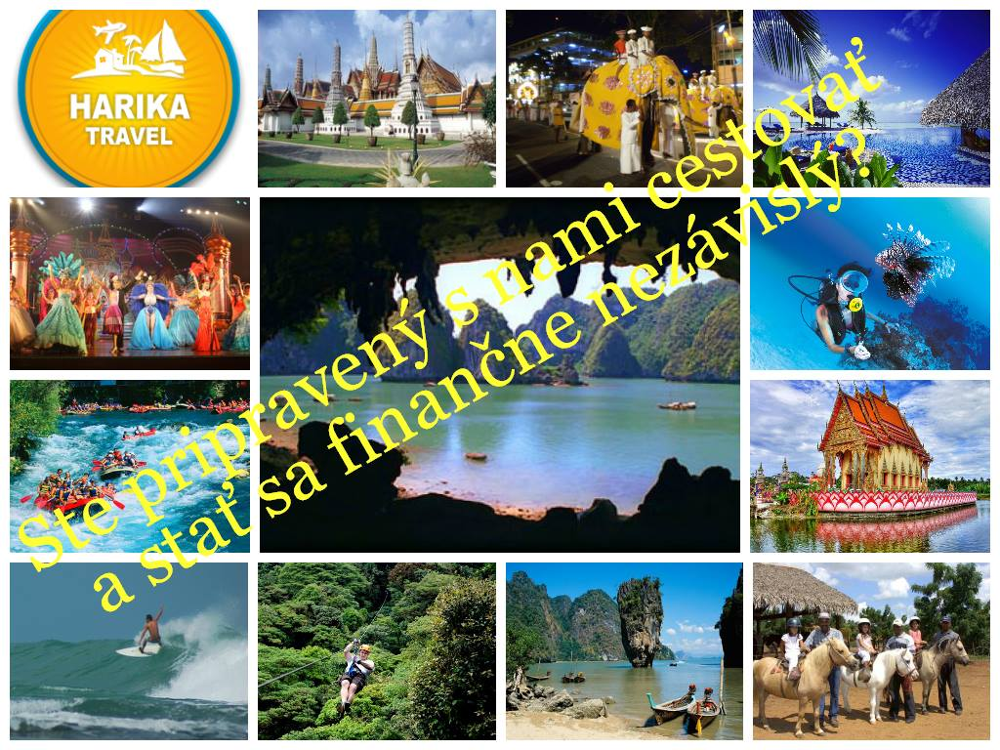 HARIKA
TRAVEL
Ste pripravený s nami cestovať
a stať sa finančne nezávislý?